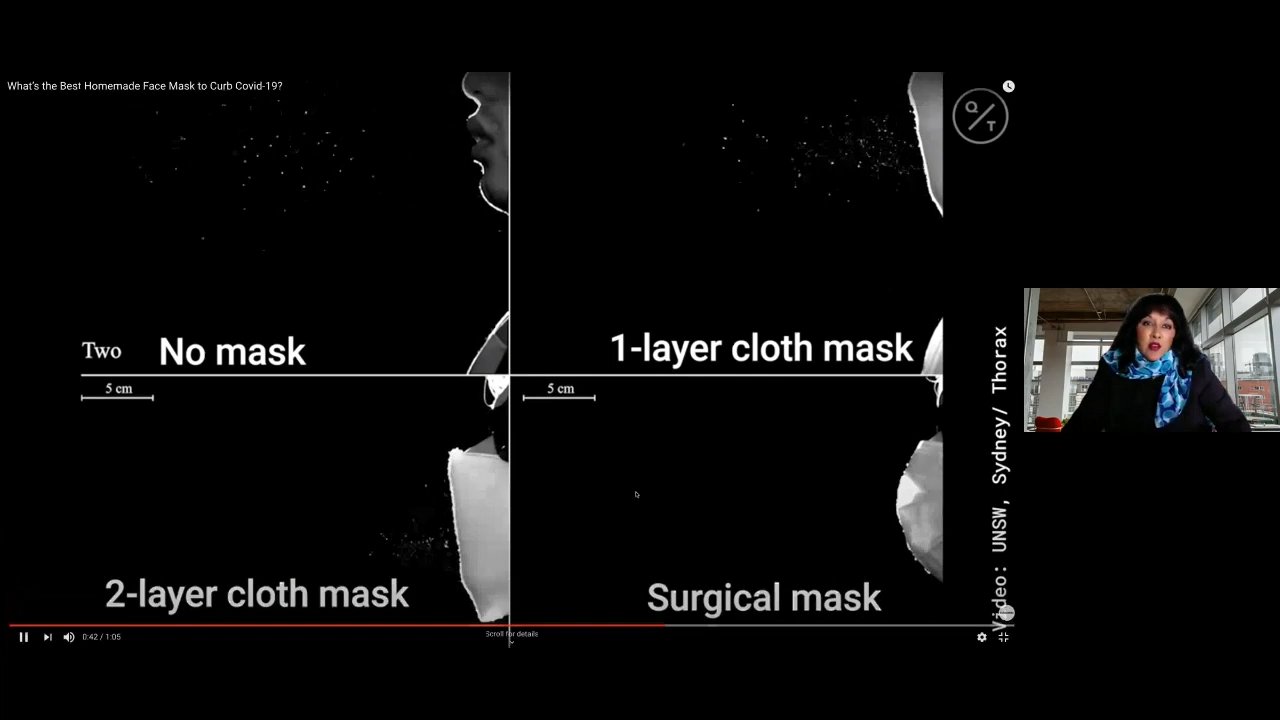 What's the Best Homemade Face Mask to Curb Covid-19?
Q/T
Two
No mask
1-layer cloth mask
5 cm
5 cm
2-layer cloth mask
Surgical mask
Video: UNSW, Sydney/ Thorax
0:42 / 1:05
Scroll for details